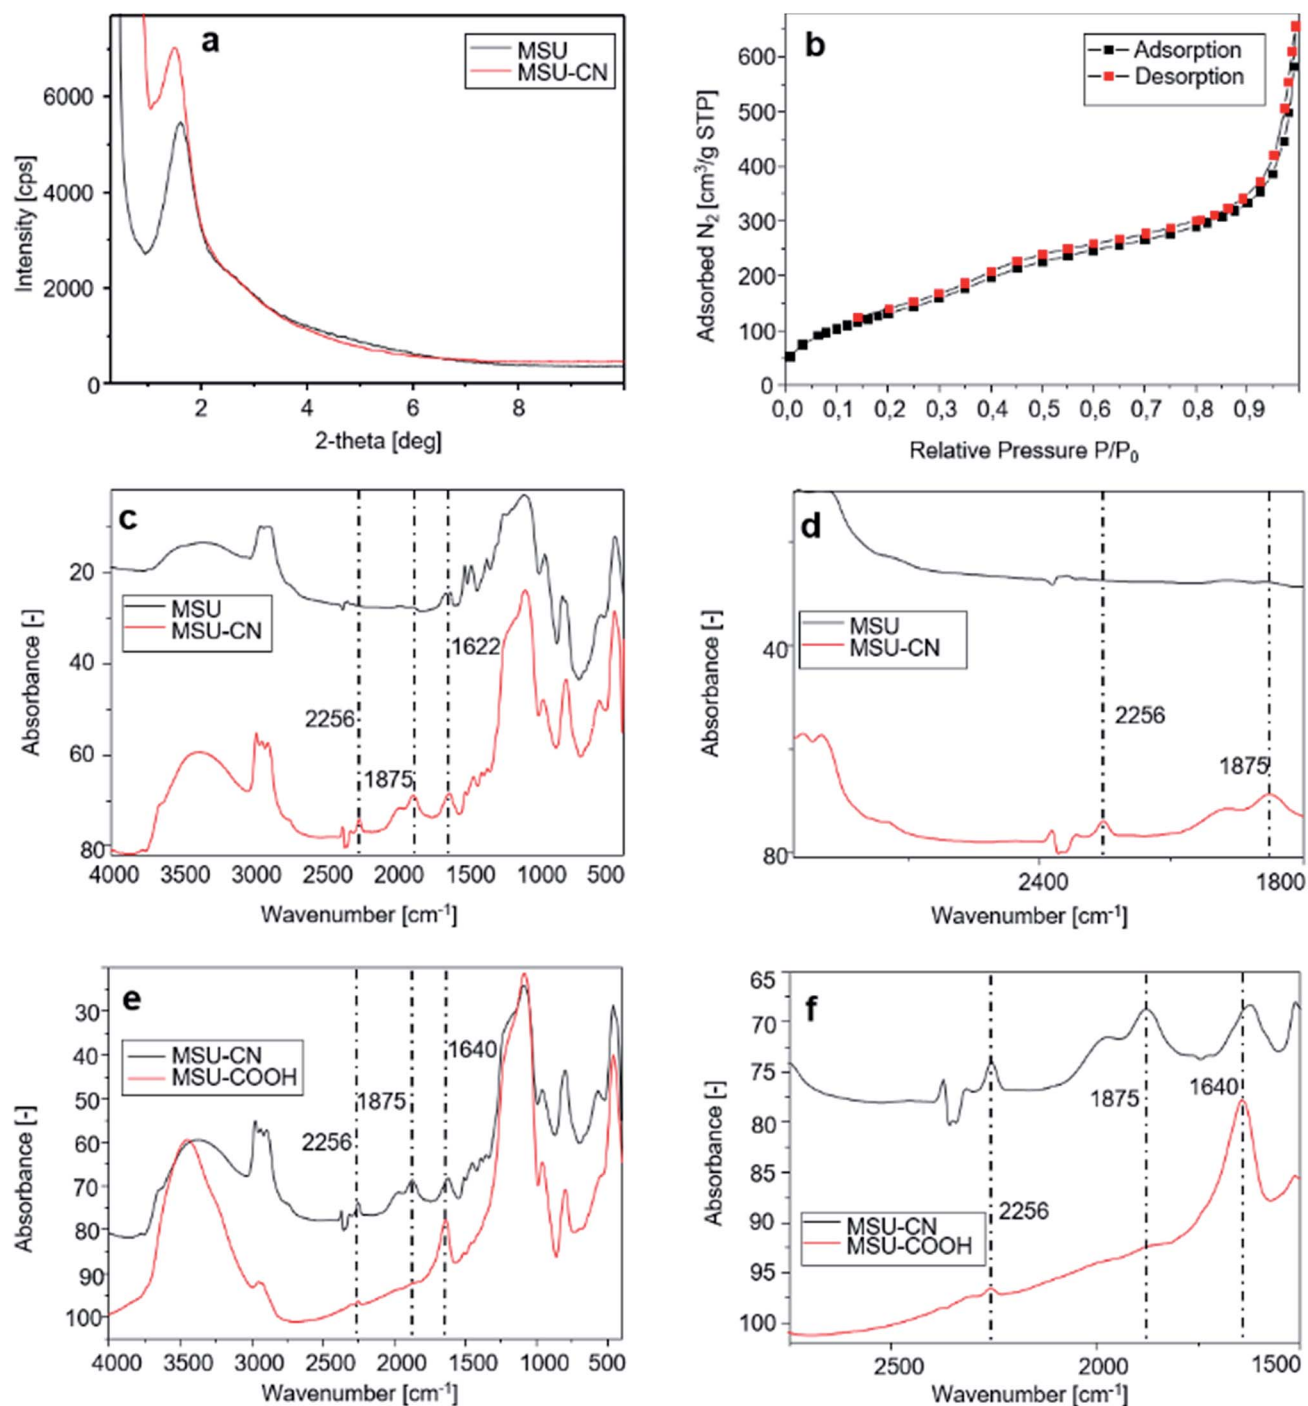 a
MSU
MSU-CN
6000
4000
2000
0
2
4
6
8
Intensity [cps]
2-theta [deg]
b
Adsorption
Desorption
600
500
400
300
200
100
0
0,0
0,1
0,2
0,3
0,4
0,5
0,6
0,7
0,8
0,9
Adsorbed N₂ [cm³/g STP]
Relative Pressure P/P₀
c
20
40
60
80
MSU
MSU-CN
1622
2256
1875
4000
3500
3000
2500
2000
1500
1000
500
Absorbance [-]
Wavenumber [cm⁻¹]
d
MSU
MSU-CN
40
80
2256
1875
2400
1800
Absorbance [-]
Wavenumber [cm⁻¹]
e
30
40
50
60
70
80
90
100
MSU-CN
MSU-COOH
1640
1875
2256
4000
3500
3000
2500
2000
1500
1000
500
Absorbance [-]
Wavenumber [cm⁻¹]
f
65
70
75
80
85
90
95
100
1875
1640
2256
MSU-CN
MSU-COOH
2500
2000
1500
Absorbance [-]
Wavenumber [cm⁻¹]